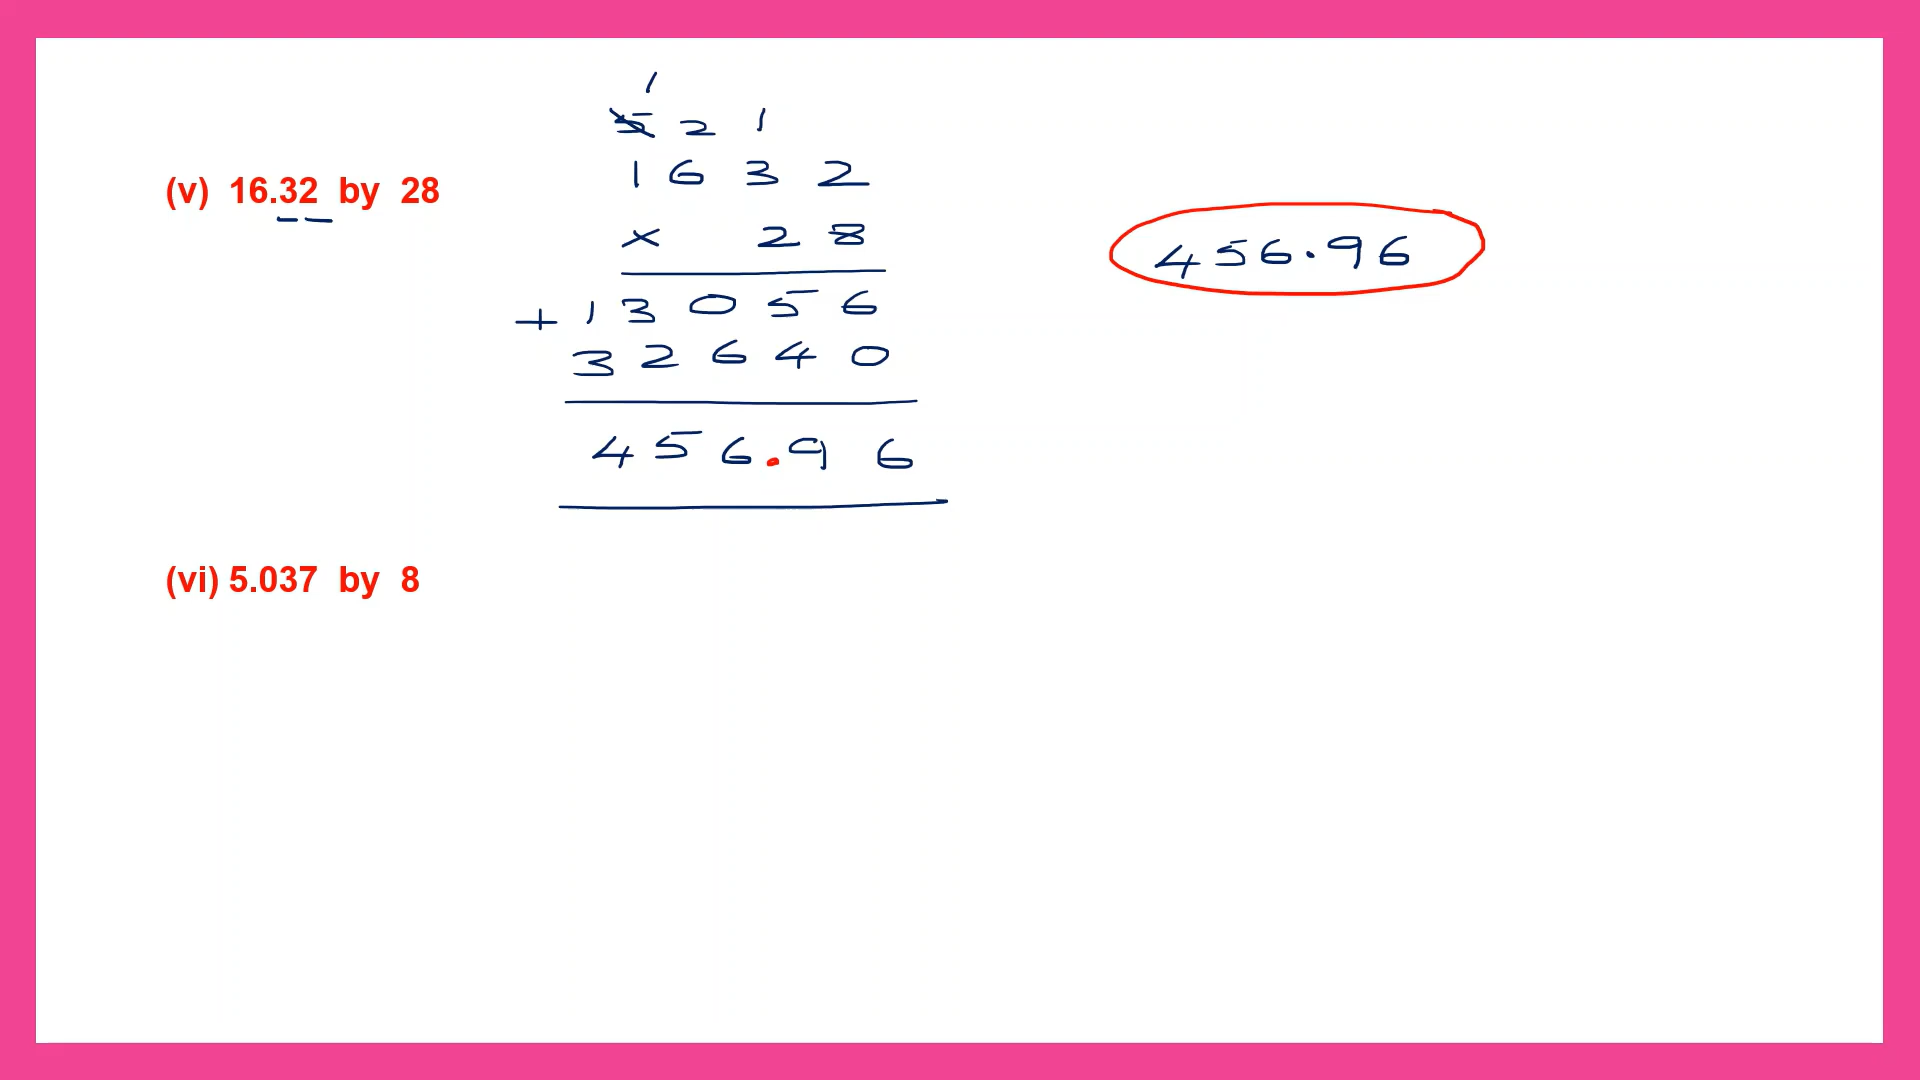 1
5 2 1
1 6 3 2
(v) 16.32 by 28
× 2 8
456.96
+ 1 3 0 5 6
3 2 6 4 0
4 5 6 . 9 6
(vi) 5.037 by 8